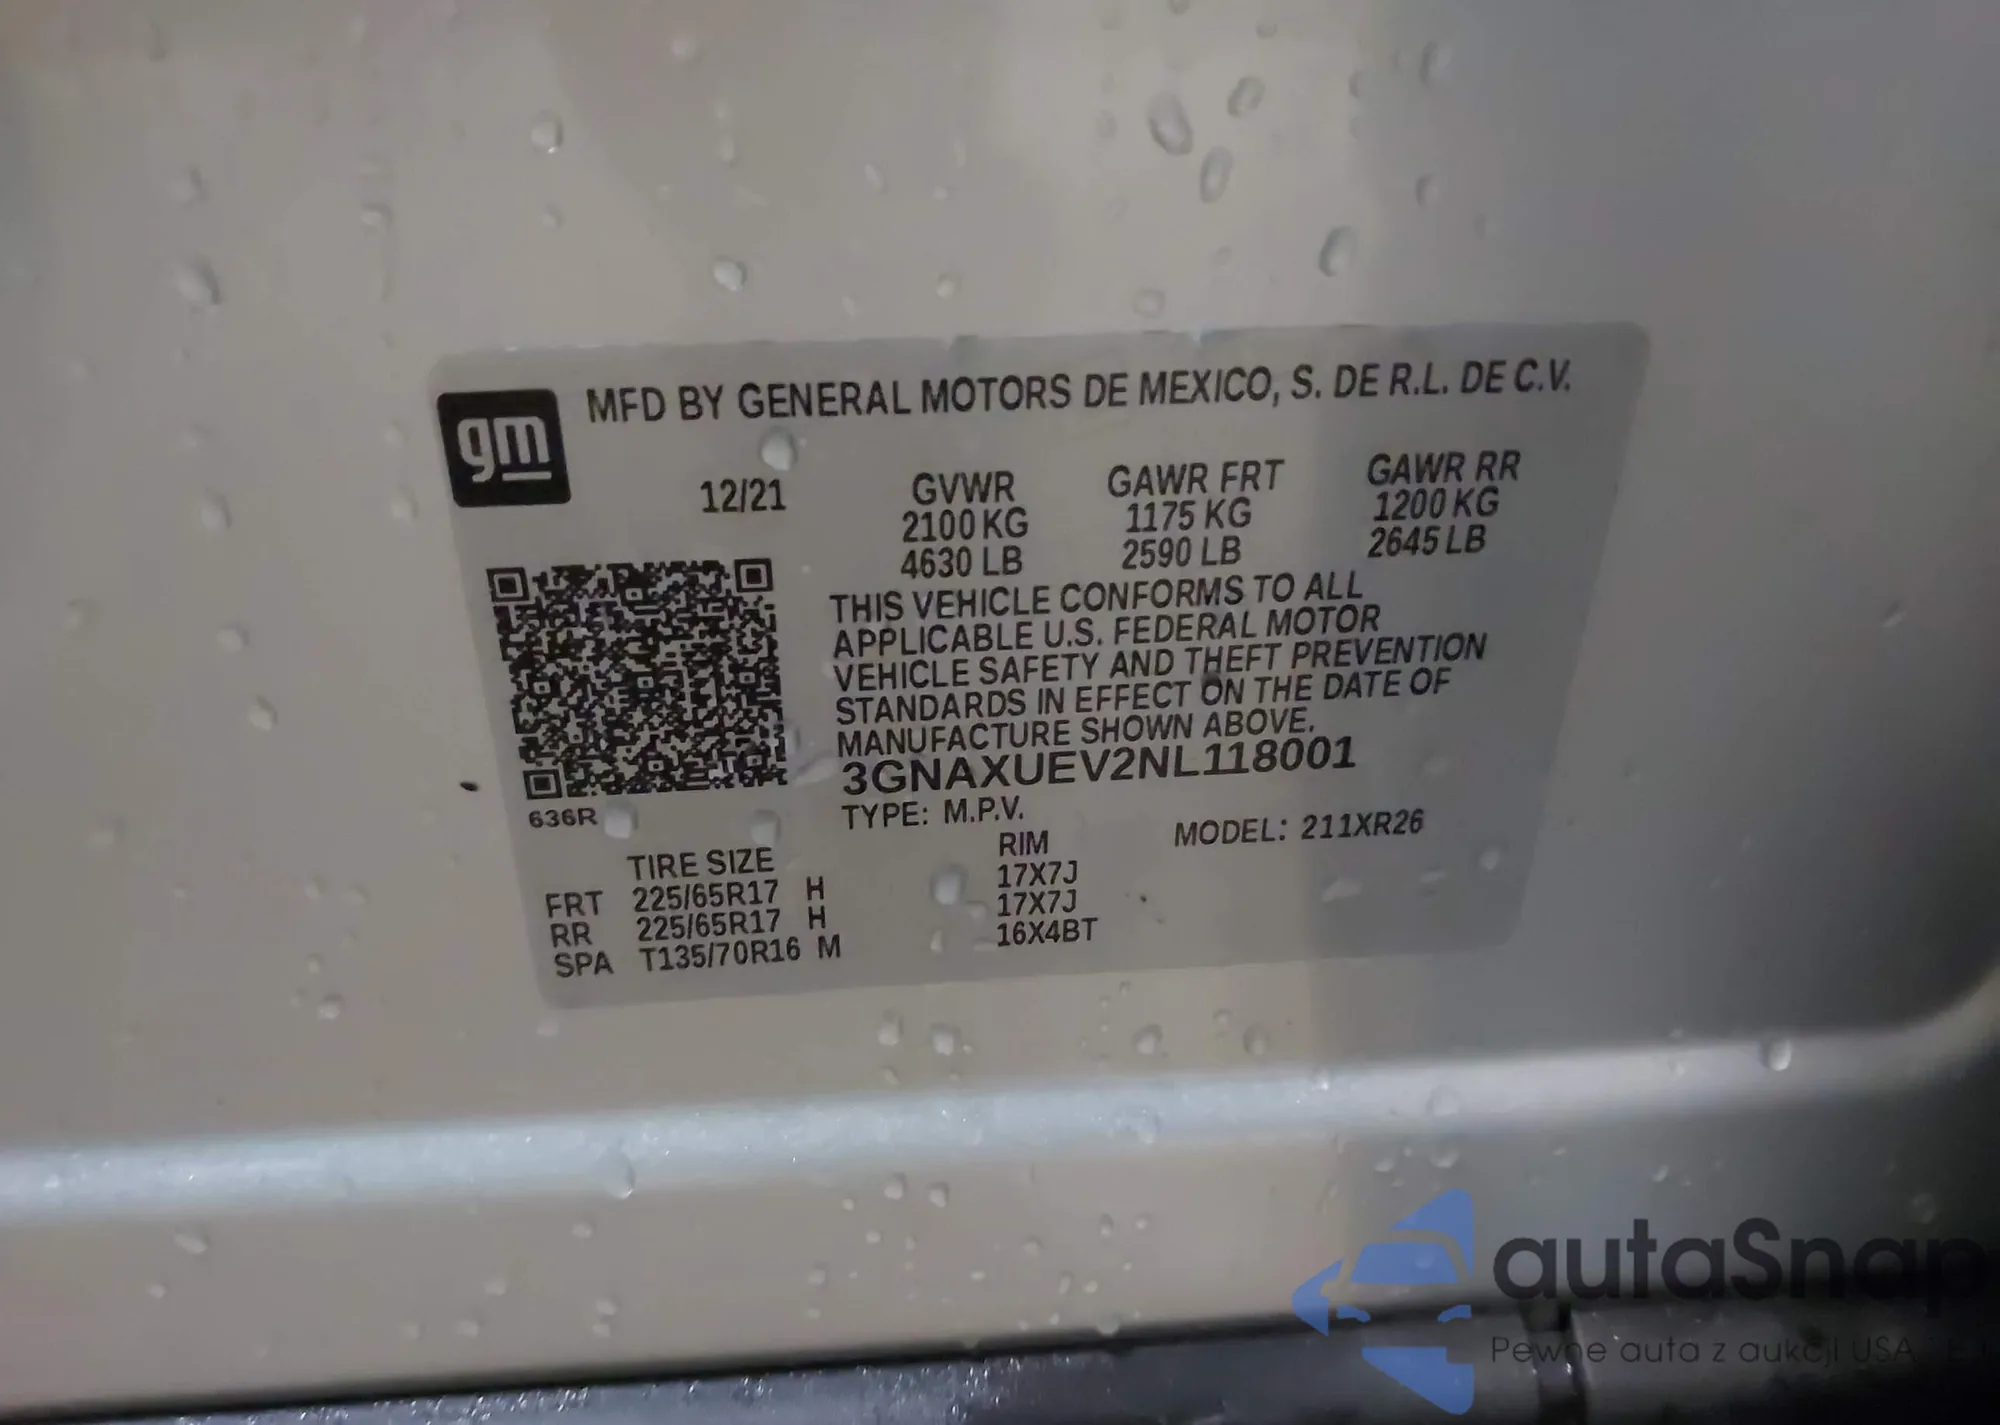 gm
MFD BY GENERAL MOTORS DE MEXICO, S. DE R.L. DE C.V.
12/21 GVWR GAWR FRT GAWR RR
2100 KG 1175 KG 1200 KG
4630 LB 2590 LB 2645 LB
THIS VEHICLE CONFORMS TO ALL
APPLICABLE U.S. FEDERAL MOTOR
VEHICLE SAFETY AND THEFT PREVENTION
STANDARDS IN EFFECT ON THE DATE OF
MANUFACTURE SHOWN ABOVE.
3GNAXUEV2NL118001
636R
TYPE: M.P.V. MODEL: 211XR26
TIRE SIZE RIM
FRT 225/65R17 H 17X7J
RR 225/65R17 H 17X7J
SPA T135/70R16 M 16X4BT
autaSnap
Pewne auta z aukcji USA